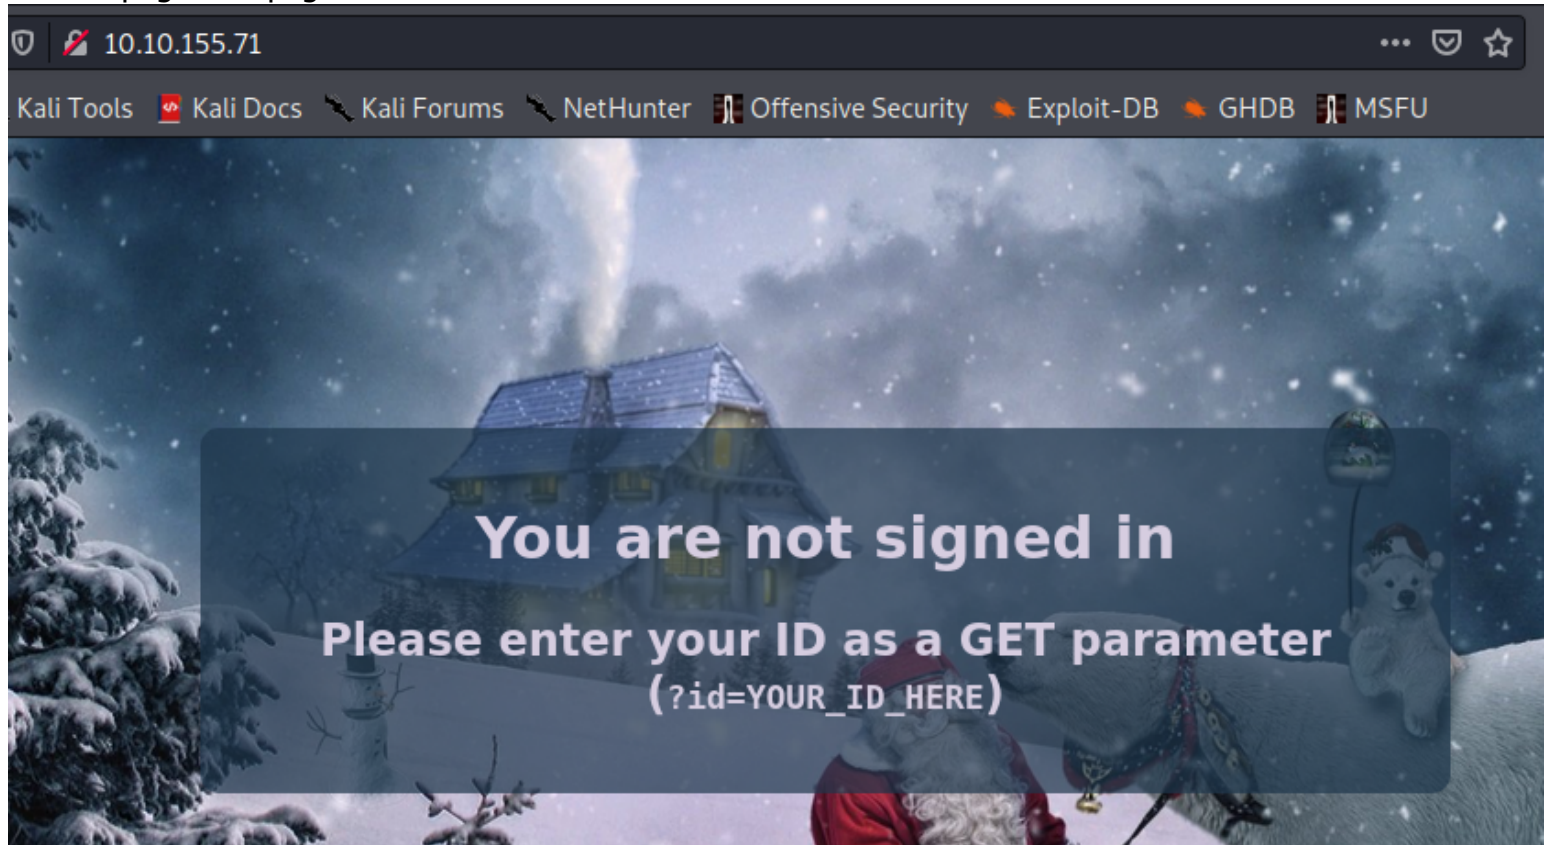 10.10.155.71
Kali Tools Kali Docs Kali Forums NetHunter Offensive Security Exploit-DB GHDB MSFU
You are not signed in
Please enter your ID as a GET parameter
(?id=YOUR_ID_HERE)